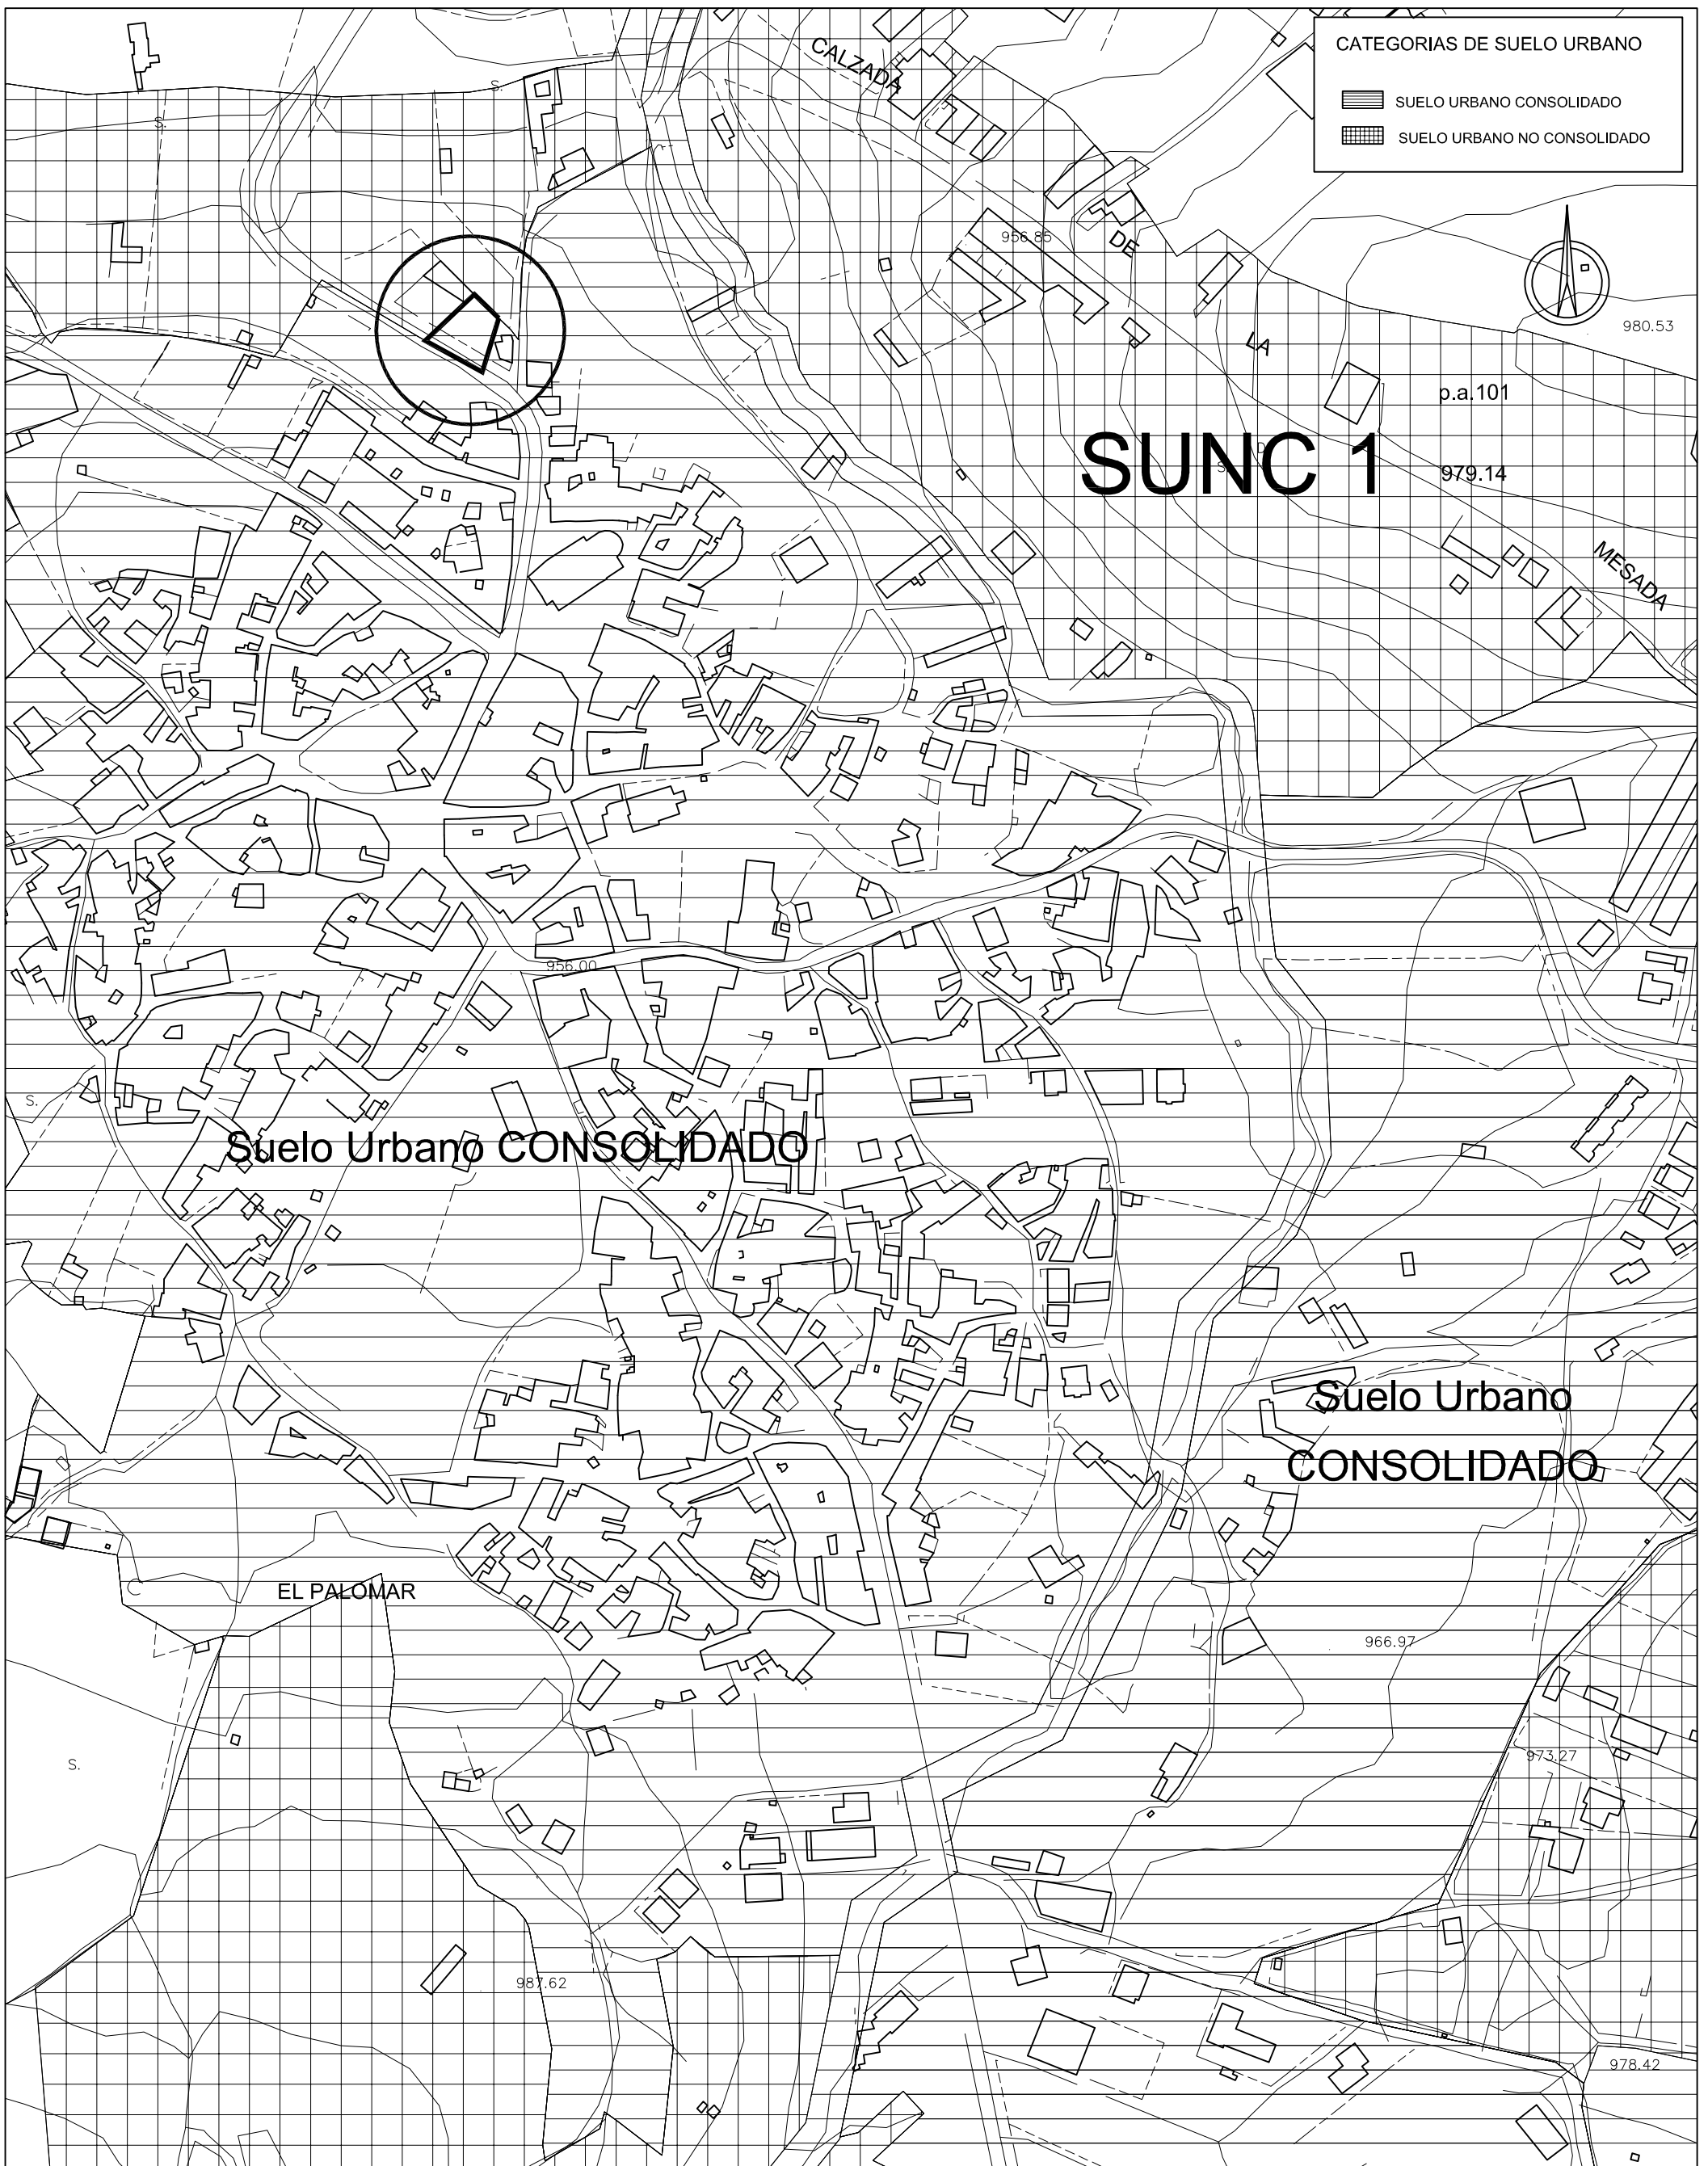 CATEGORIAS DE SUELO URBANO
SUELO URBANO CONSOLIDADO
SUELO URBANO NO CONSOLIDADO
CALZADA
DE
LA
MESADA
S.
S.
956.85
980.53
p.a.101
SUNC 1
979.14
956.00
S.
Suelo Urbano CONSOLIDADO
Suelo Urbano
CONSOLIDADO
EL PALOMAR
966.97
S.
973.27
987.62
978.42